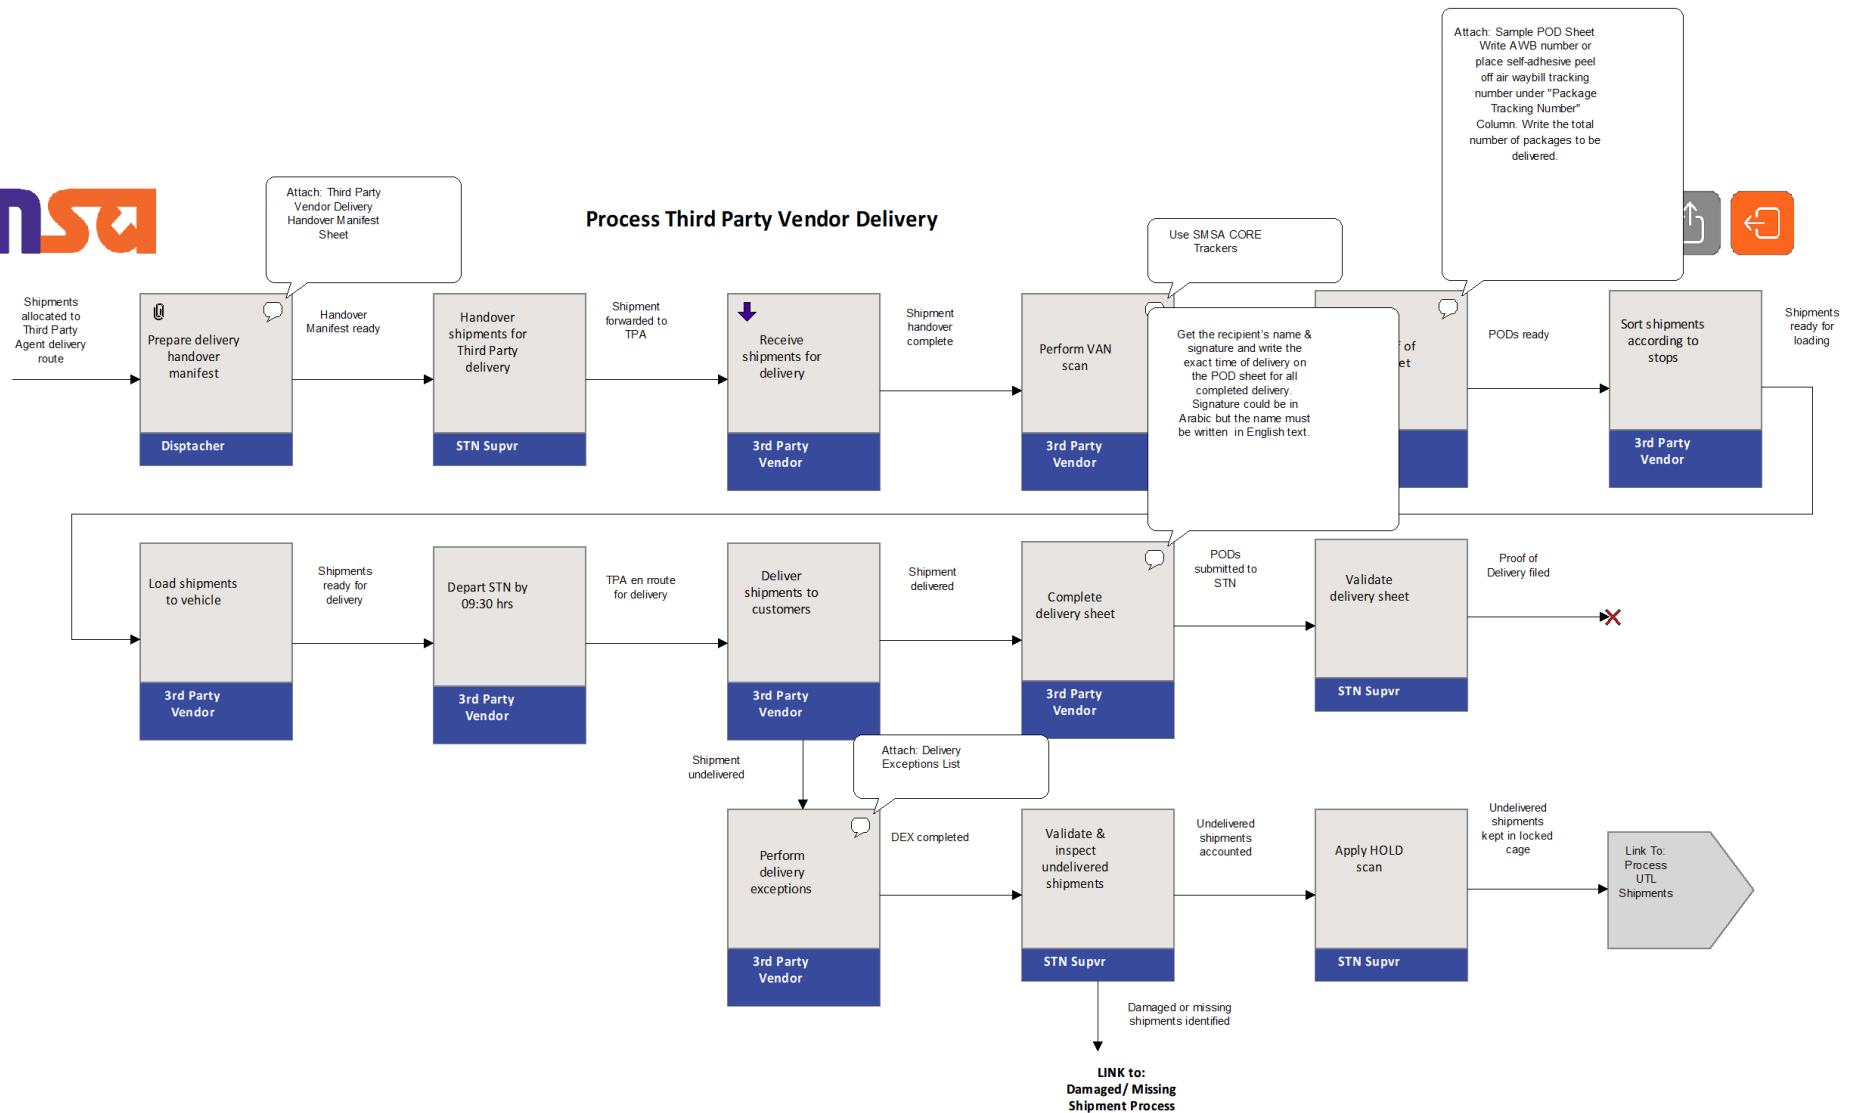 Attach: Sample POD Sheet
Write AWB number or
place self-adhesive peel
off air waybill tracking
number under "Package
Tracking Number"
Column. Write the total
number of packages to be
delivered.
Attach: Third Party
Vendor Delivery
Handover Manifest
Sheet
msa
Process Third Party Vendor Delivery
Use SMSA CORE
Trackers
Shipments
allocated to
Third Party
Agent delivery
route
Prepare delivery
handover
manifest
Disptacher
Handover
Manifest ready
Handover
shipments for
Third Party
delivery
STN Supvr
Shipment
forwarded to
TPA
Receive
shipments for
delivery
3rd Party
Vendor
Shipment
handover
complete
Perform VAN
scan
3rd Party
Vendor
Get the recipient's name &
signature and write the
exact time of delivery on
the POD sheet for all
completed delivery.
Signature could be in
Arabic but the name must
be written  in English text.
of
PODs ready
Sort shipments
according to
stops
3rd Party
Vendor
Shipments
ready for
loading
Load shipments
to vehicle
3rd Party
Vendor
Shipments
ready for
delivery
Depart STN by
09:30 hrs
3rd Party
Vendor
TPA en rroute
for delivery
Deliver
shipments to
customers
3rd Party
Vendor
Shipment
delivered
Complete
delivery sheet
3rd Party
Vendor
PODs
submitted to
STN
Validate
delivery sheet
STN Supvr
Proof of
Delivery filed
Shipment
undelivered
Attach: Delivery
Exceptions List
Perform
delivery
exceptions
3rd Party
Vendor
DEX completed
Validate &
inspect
undelivered
shipments
STN Supvr
Undelivered
shipments
accounted
Apply HOLD
scan
STN Supvr
Undelivered
shipments
kept in locked
cage
Link To:
Process
UTL
Shipments
Damaged or missing
shipments identified
LINK to:
Damaged/ Missing
Shipment Process